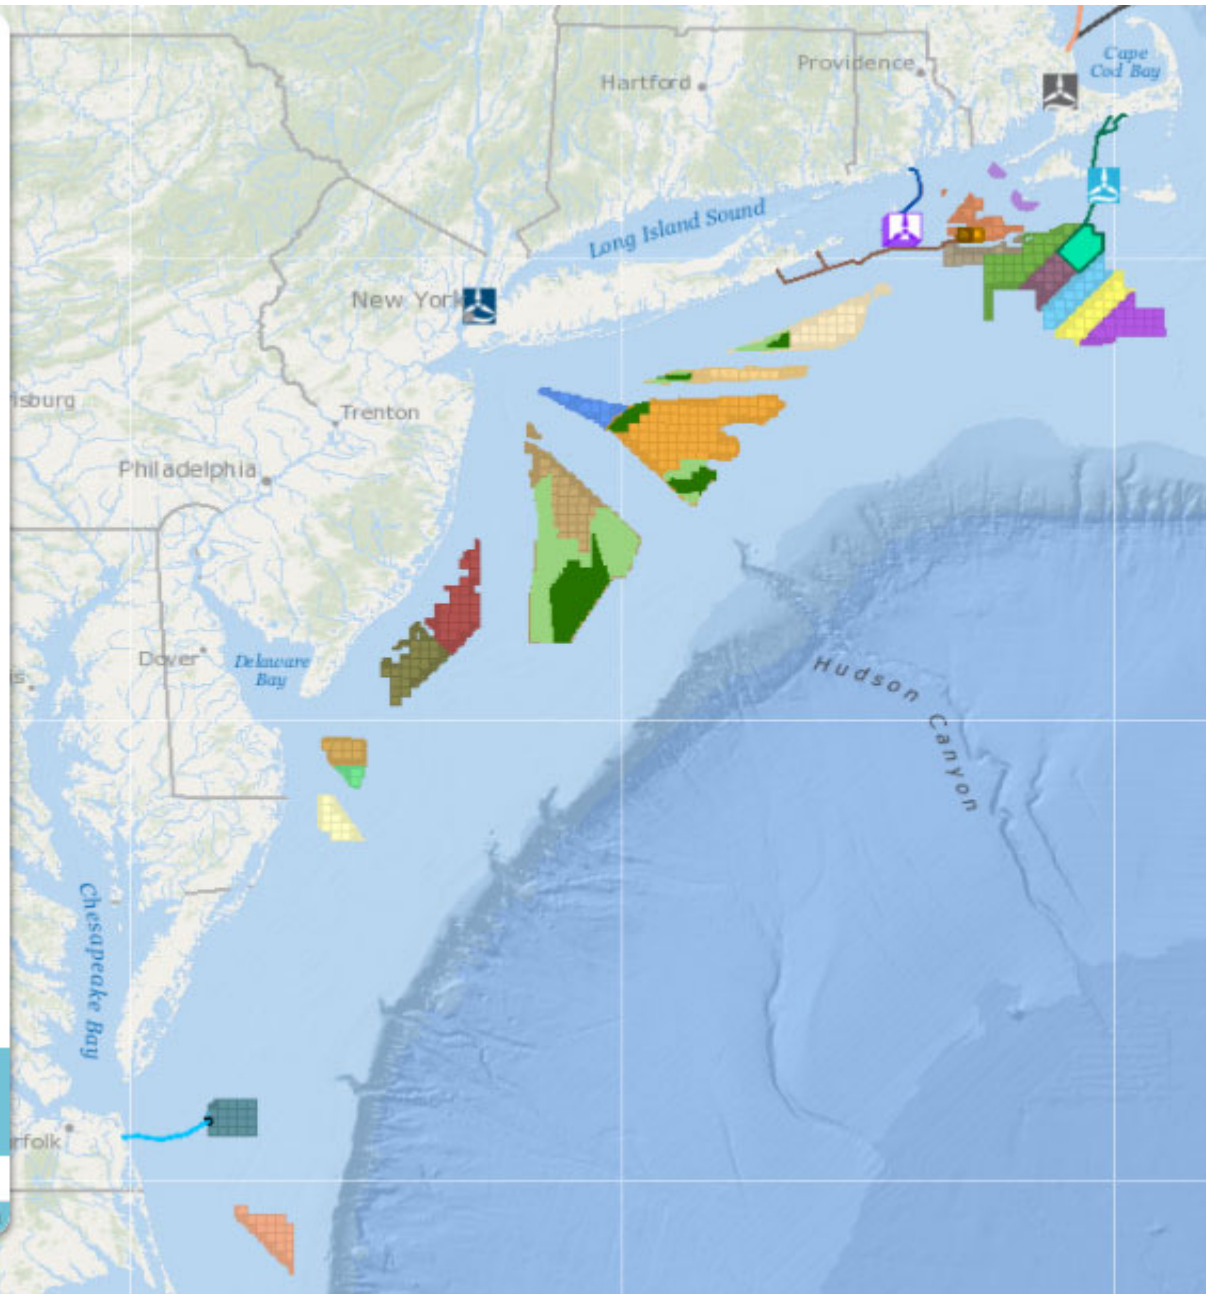 Cape
Cod Bay
Providence
Hartford
Long Island Sound
New York
Trenton
isburg
Philadelphia
Dover
Delaware
Bay
s
Hudson Canyon
Chesapeake Bay
rfolk